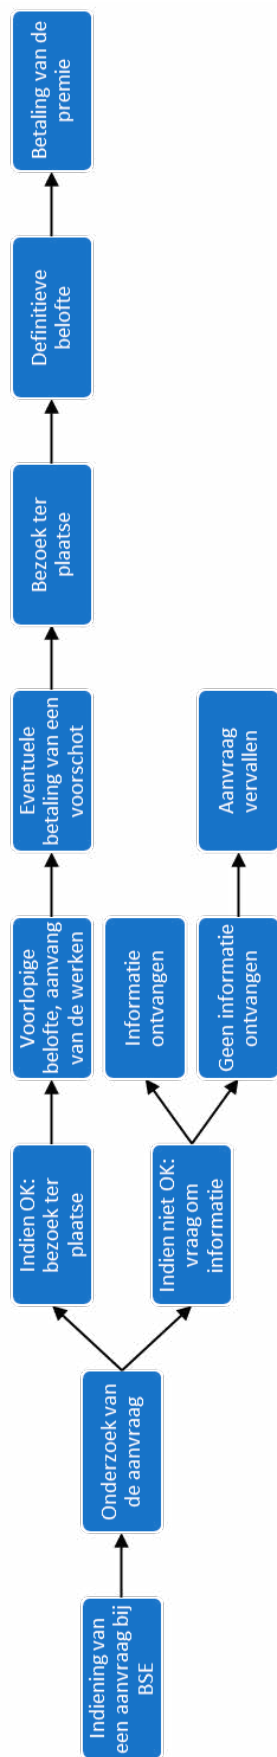 Indiening van
een aanvraag bij
BSE
Onderzoek van
de aanvraag
Indien OK:
bezoek ter
plaatse
Voorlopige
belofte, aanvang
van de werken
Eventuele
betaling van een
voorschot
Bezoek ter
plaatse
Definitieve
belofte
Betaling van de
premie
Indien niet OK:
vraag om
informatie
Informatie
ontvangen
Geen informatie
ontvangen
Aanvraag
vervallen